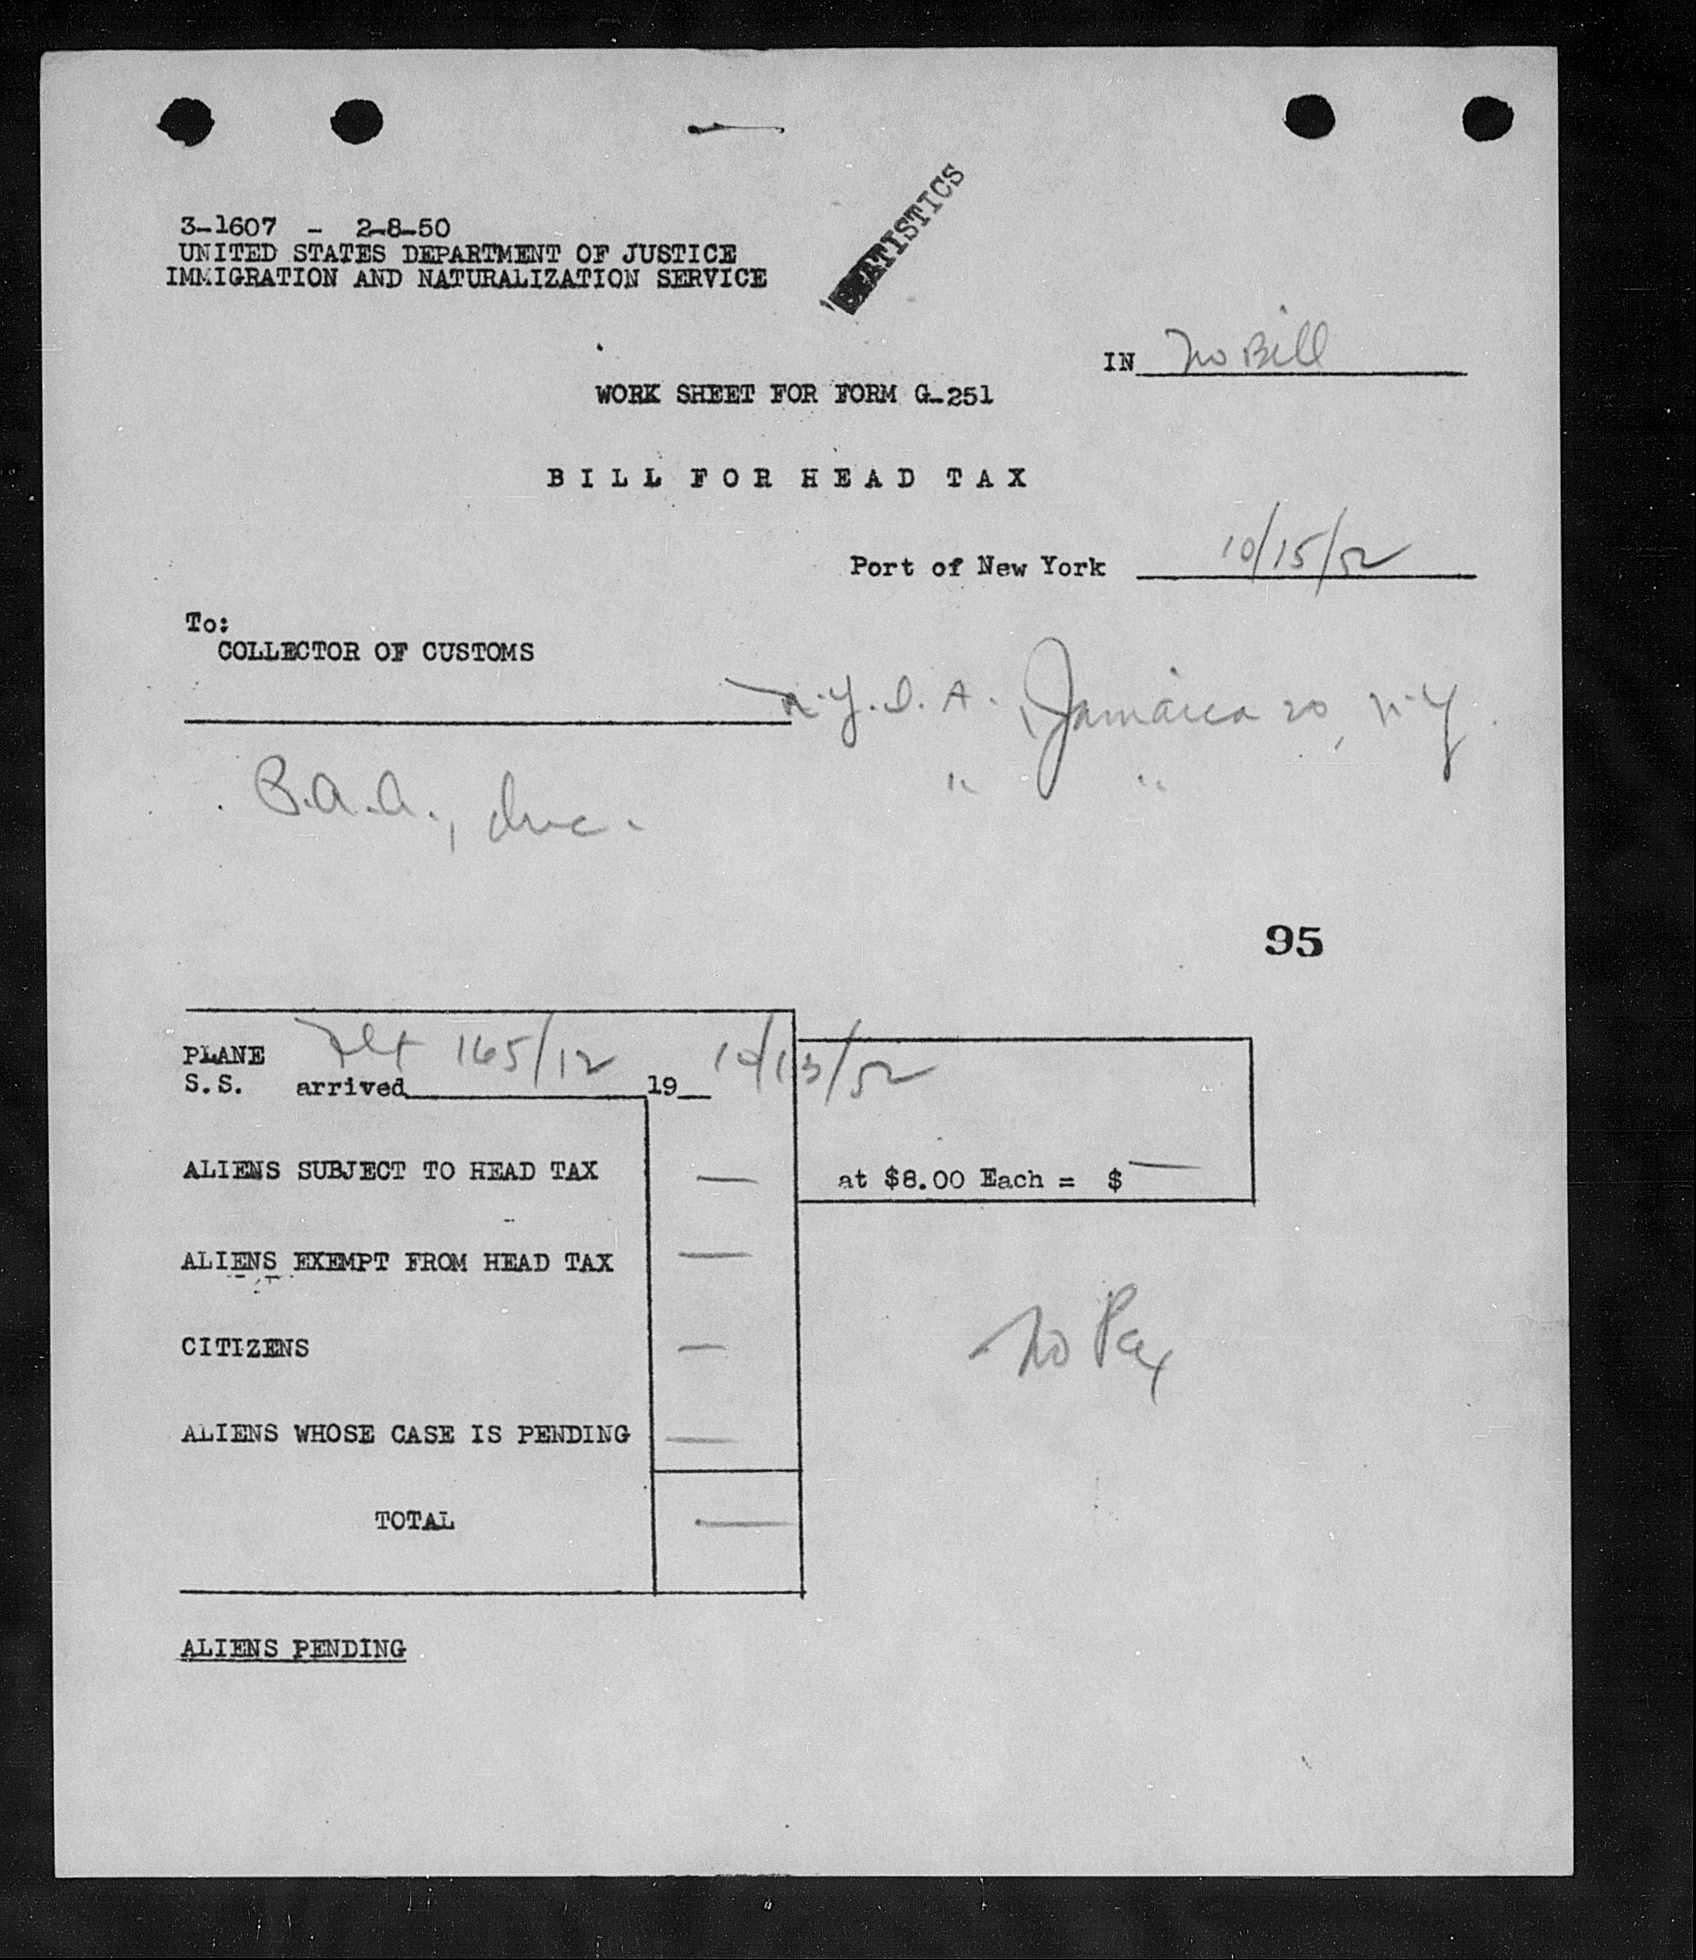 STATISTICS
3-1607 - 2-8-50
UNITED STATES DEPARTMENT OF JUSTICE
IMMIGRATION AND NATURALIZATION SERVICE
IN No Bill
WORK SHEET FOR FORM G-251
BILL FOR HEAD TAX
Port of New York 10/15/52
To:
COLLECTOR OF CUSTOMS
N.Y.I.A., Jamaica 20, N.Y.
P.A.A., Inc. " "
95
PLANE Flt 165/12 10/13/52
S.S. arrived 19
ALIENS SUBJECT TO HEAD TAX — at $8.00 Each = $ —
ALIENS EXEMPT FROM HEAD TAX —
CITIZENS —
No Pax
ALIENS WHOSE CASE IS PENDING —
TOTAL —
ALIENS PENDING